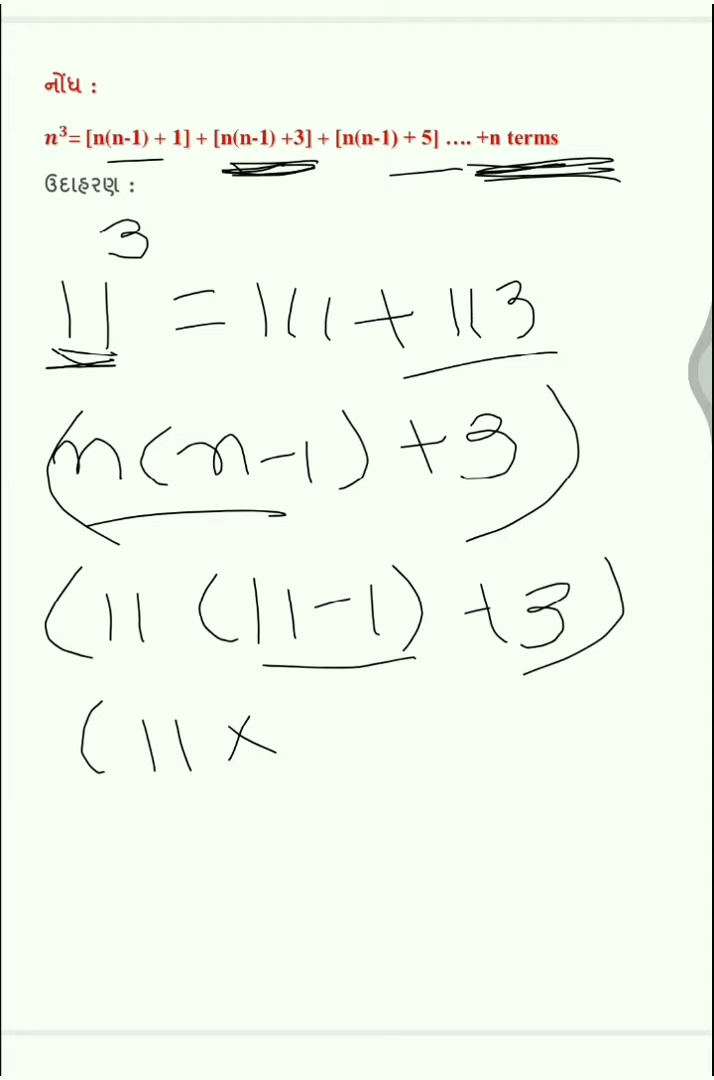 નોંધ :
n³= [n(n-1) + 1] + [n(n-1) +3] + [n(n-1) + 5] .... +n terms
ઉદાહરણ :
11³ = 111 + 113
(n(n-1) +3)
(11 (11-1) +3)
(11 ×